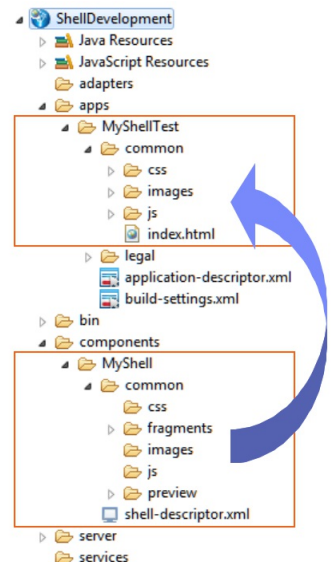 ShellDevelopment
Java Resources
JavaScript Resources
adapters
apps
MyShellTest
common
css
images
js
index.html
legal
application-descriptor.xml
build-settings.xml
bin
components
MyShell
common
css
fragments
images
js
preview
shell-descriptor.xml
server
services